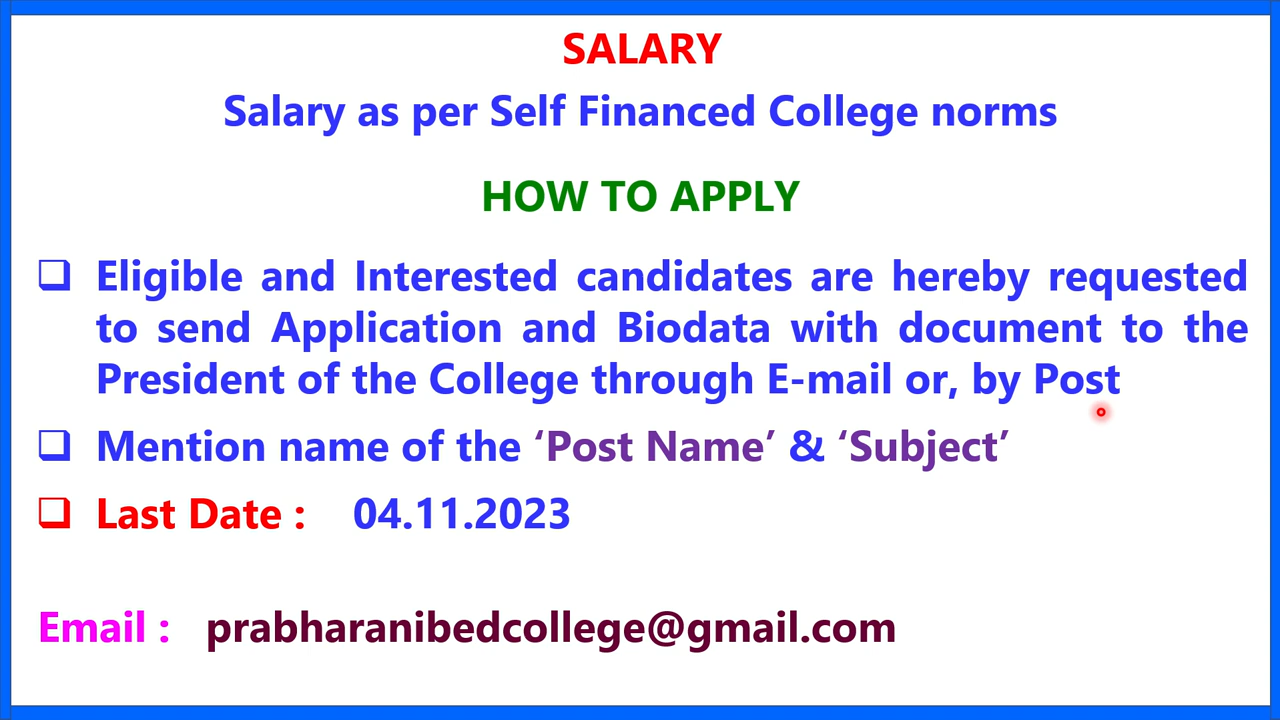 SALARY
Salary as per Self Financed College norms
HOW TO APPLY
❑ Eligible and Interested candidates are hereby requested
to send Application and Biodata with document to the
President of the College through E-mail or, by Post
❑ Mention name of the ‘Post Name’ & ‘Subject’
❑ Last Date : 04.11.2023
Email : prabharanibedcollege@gmail.com